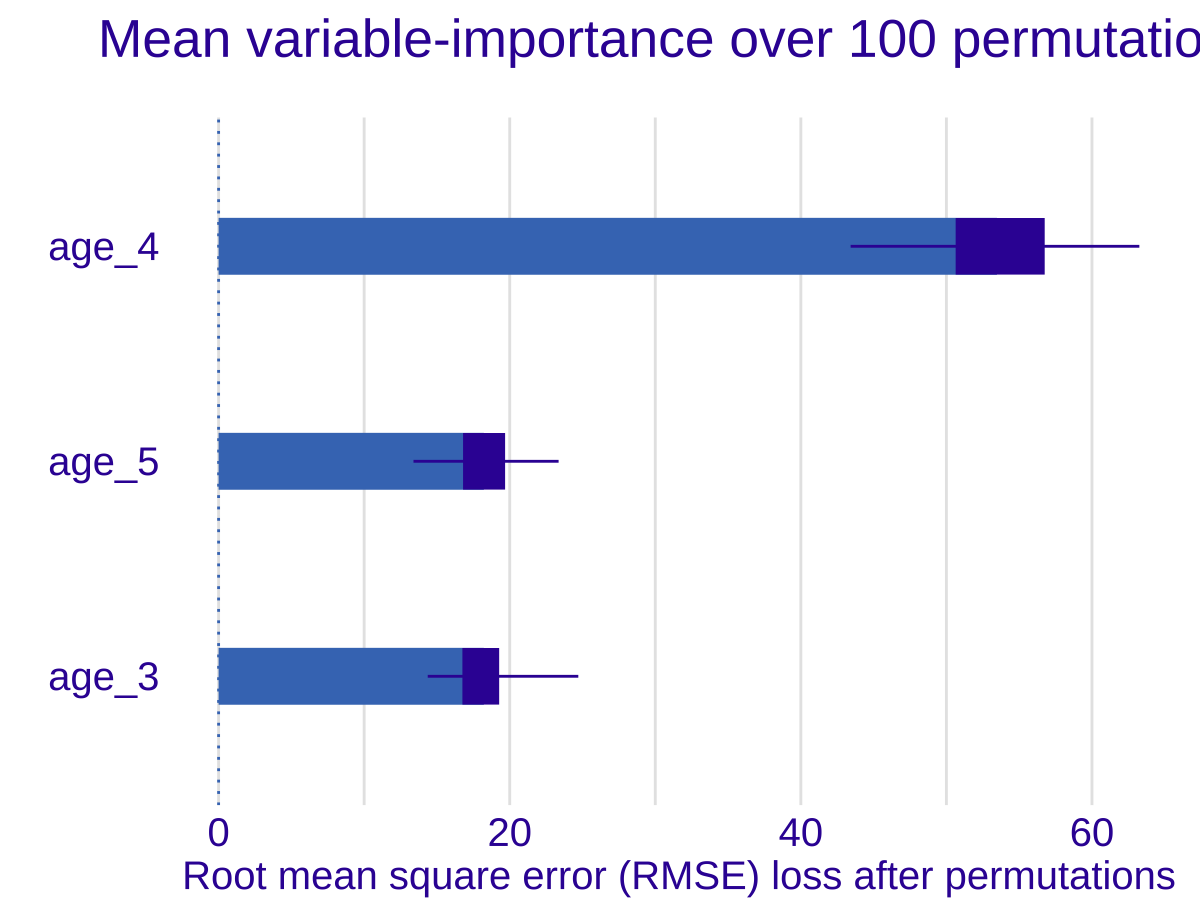 Mean variable-importance over 100 permutatio
age_4
age_5
age_3
0 20 40 60
Root mean square error (RMSE) loss after permutations